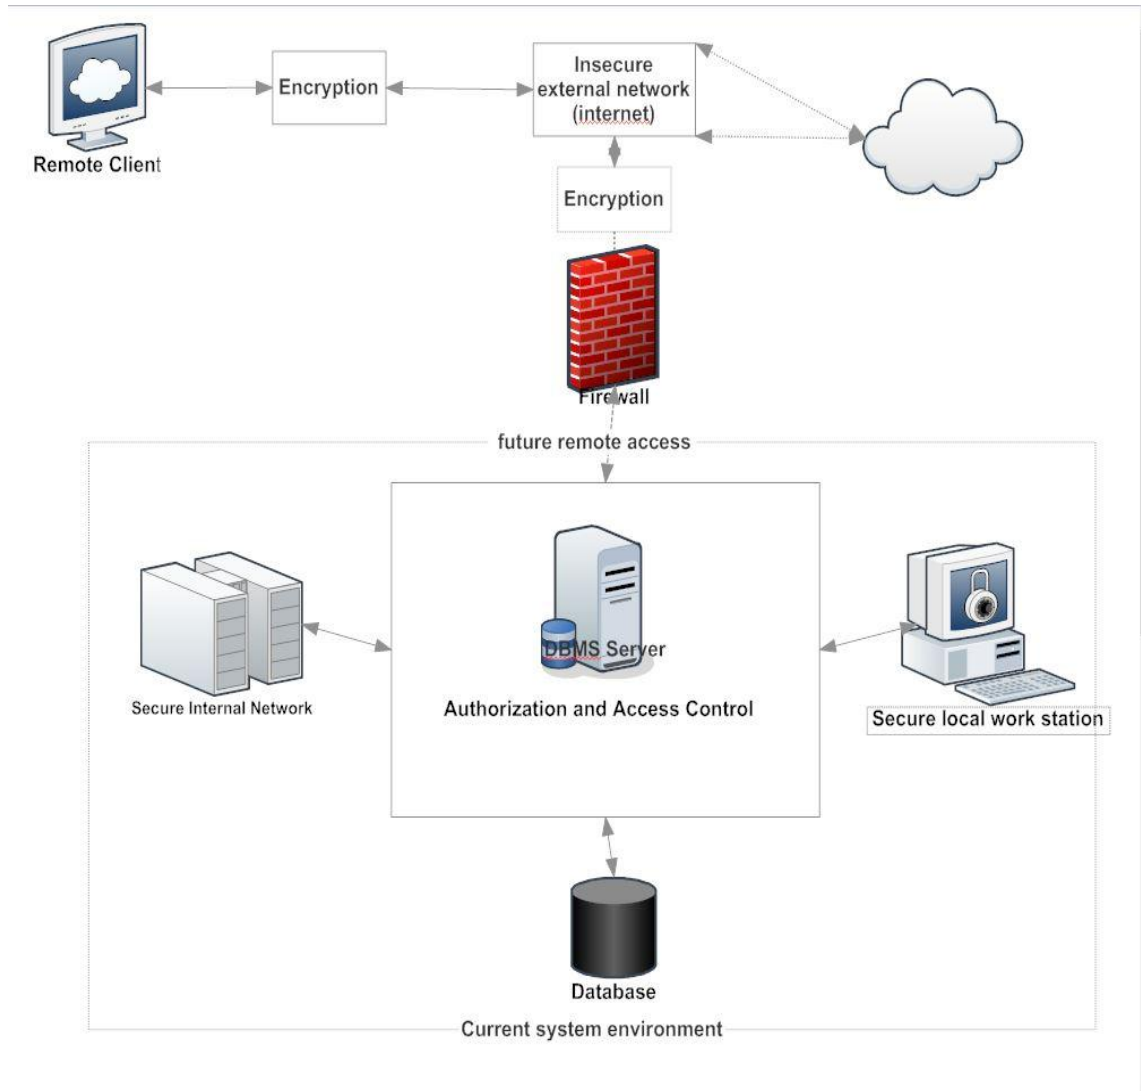 Insecure
external network
(internet)
Encryption
Remote Client
Encryption
Firewall
future remote access
DBMS Server
Secure Internal Network
Authorization and Access Control
Secure local work station
Database
Current system environment